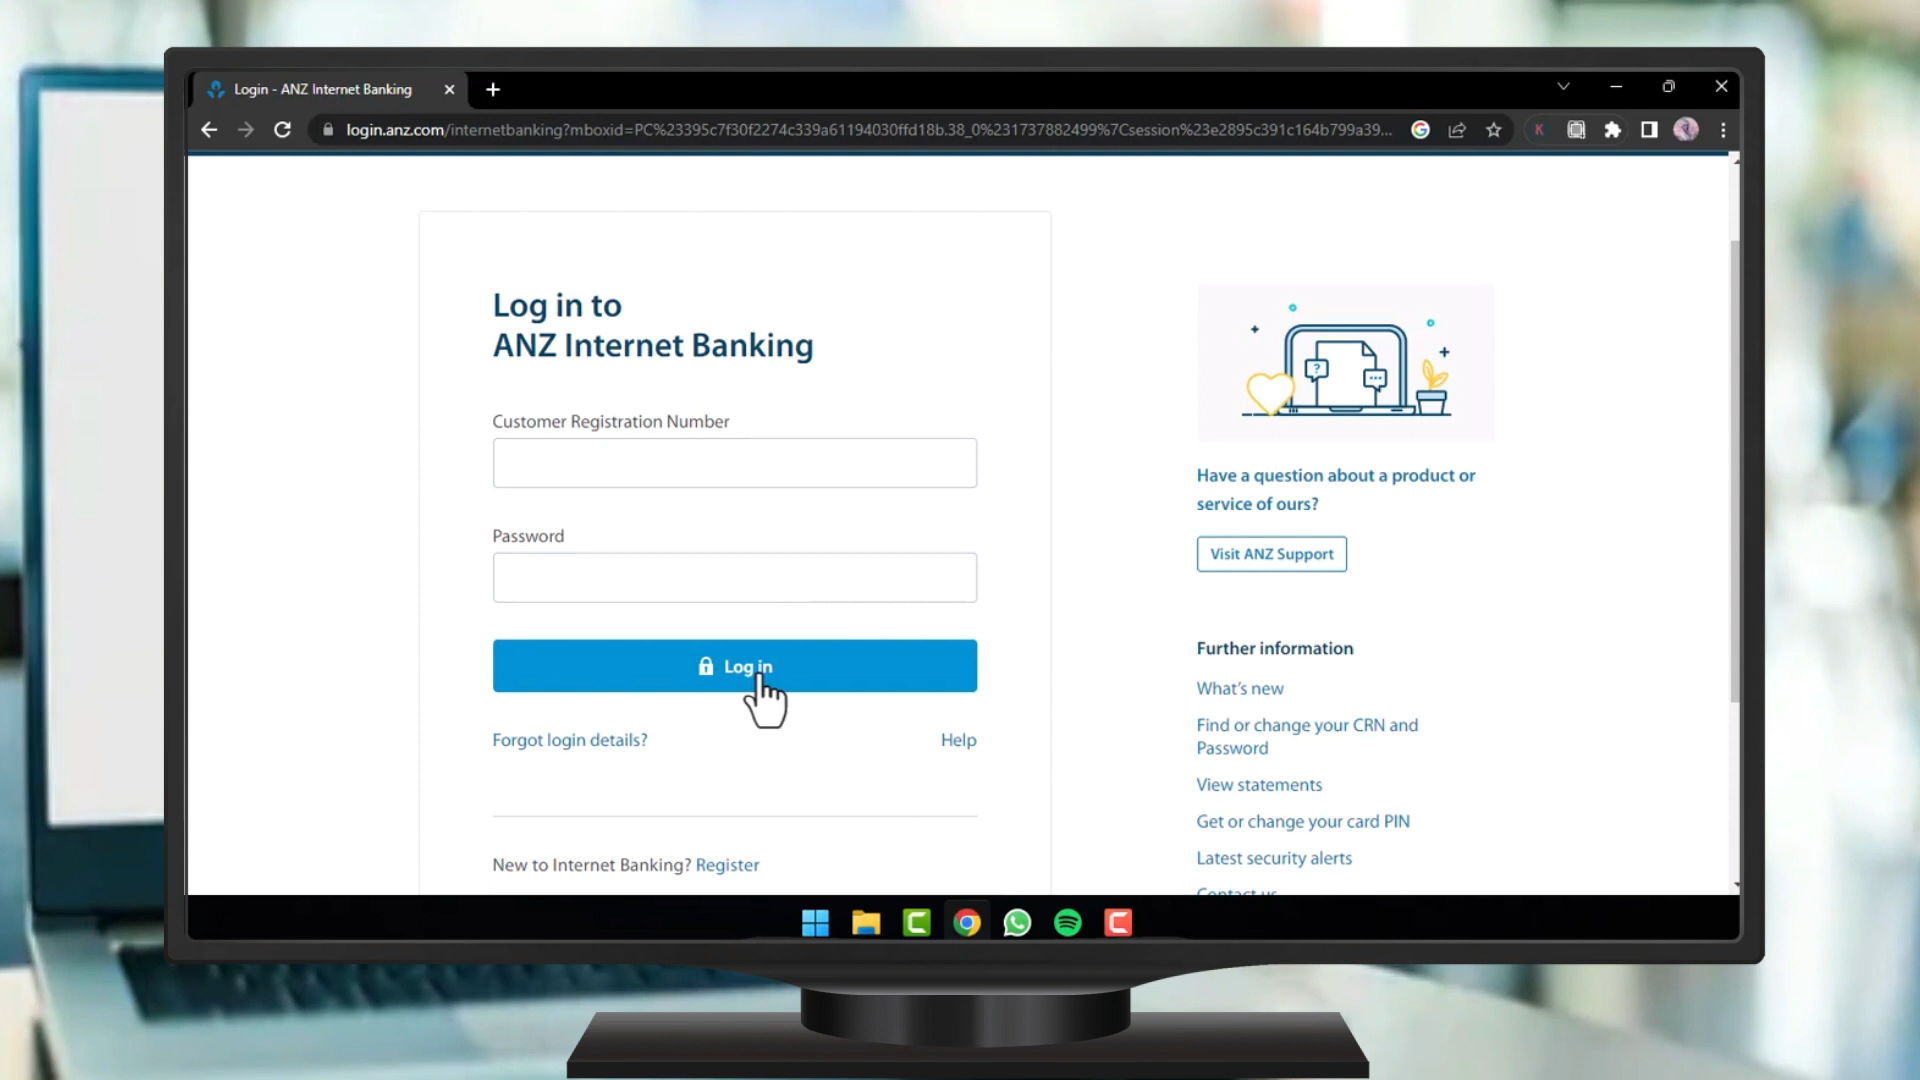 Login - ANZ Internet Banking
login.anz.com/internetbanking?mboxid=PC%23395c7f30f2274c339a61194030ffd18b.38_0%231737882499%7Csession%23e2895c391c164b799a39...
Log in to
ANZ Internet Banking
Customer Registration Number
Password
Log in
Forgot login details?
Help
New to Internet Banking? Register
?
Have a question about a product or
service of ours?
Visit ANZ Support
Further information
What's new
Find or change your CRN and
Password
View statements
Get or change your card PIN
Latest security alerts
Contact us